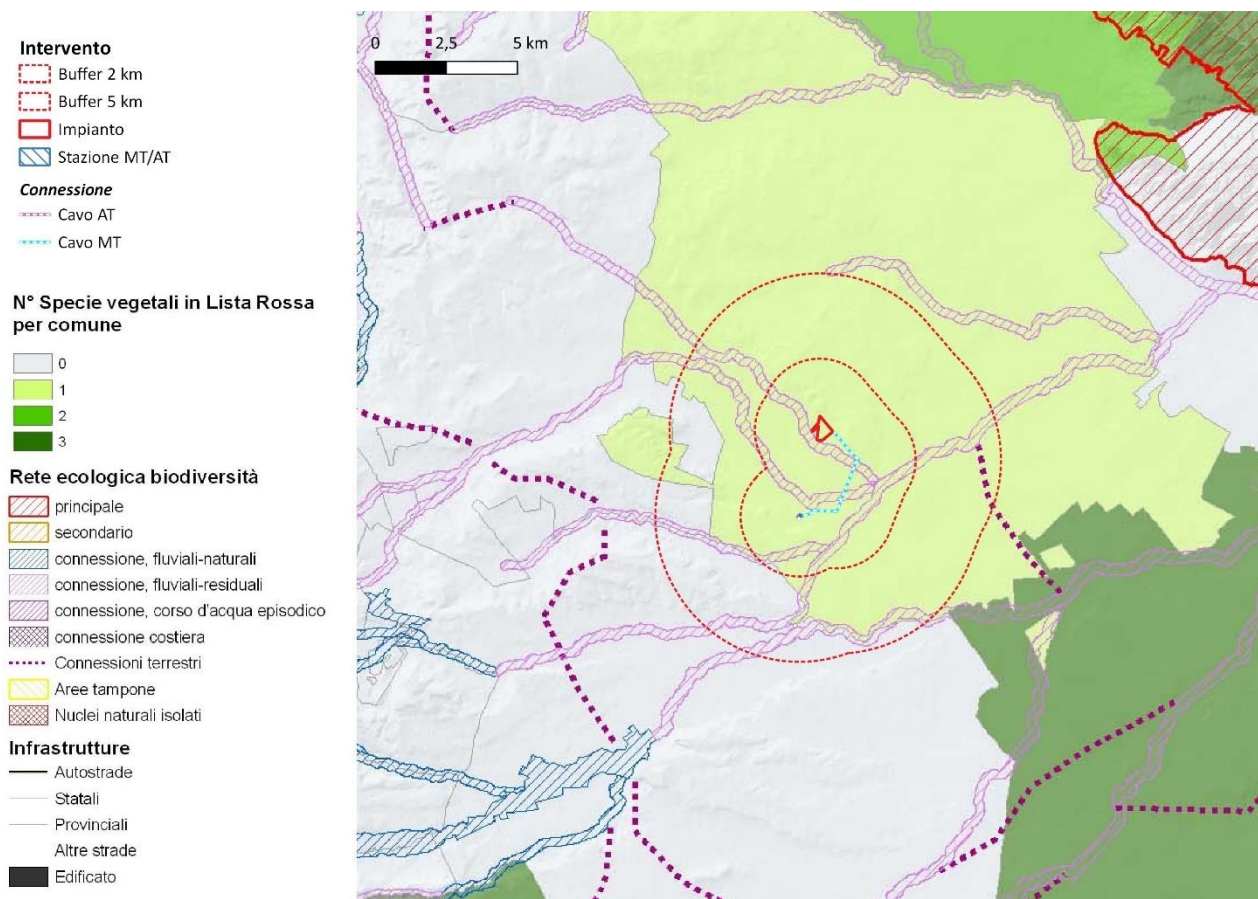 Intervento
Buffer 2 km
Buffer 5 km
Impianto
Stazione MT/AT
Connessione
Cavo AT
Cavo MT
N° Specie vegetali in Lista Rossa
per comune
0
1
2
3
Rete ecologica biodiversità
principale
secondario
connessione, fluviali-naturali
connessione, fluviali-residuali
connessione, corso d'acqua episodico
connessione costiera
Connessioni terrestri
Aree tampone
Nuclei naturali isolati
Infrastrutture
Autostrade
Statali
Provinciali
Altre strade
Edificato
0 2,5 5 km